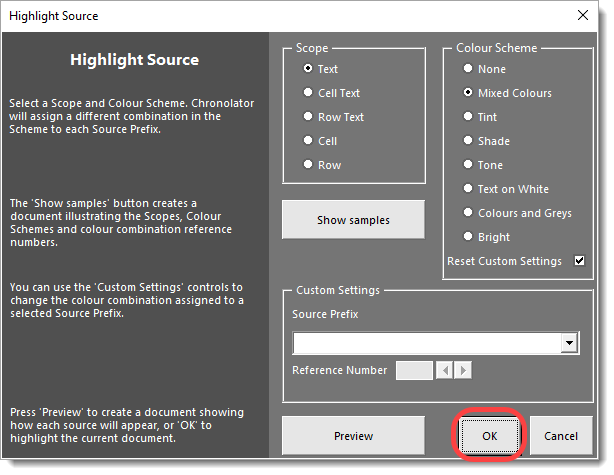 Highlight Source
Highlight Source
Select a Scope and Colour Scheme. Chronolator
will assign a different combination in the
Scheme to each Source Prefix.
The 'Show samples' button creates a
document illustrating the Scopes, Colour
Schemes and colour combination reference
numbers.
You can use the 'Custom Settings' controls to
change the colour combination assigned to a
selected Source Prefix.
Press 'Preview' to create a document showing
how each source will appear, or 'OK' to
highlight the current document.
Scope
Text
Cell Text
Row Text
Cell
Row
Show samples
Colour Scheme
None
Mixed Colours
Tint
Shade
Tone
Text on White
Colours and Greys
Bright
Reset Custom Settings
Custom Settings
Source Prefix
Reference Number
Preview
OK
Cancel